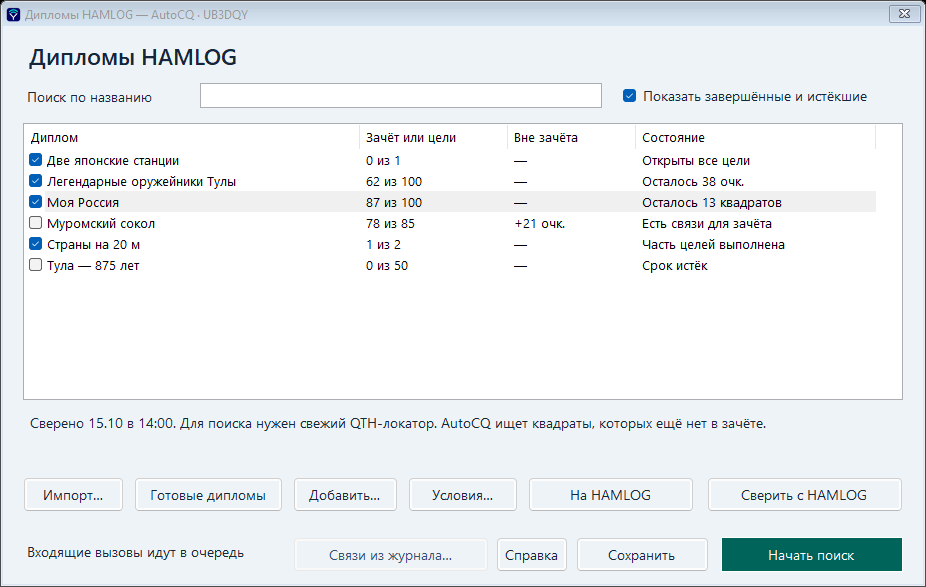 Дипломы HAMLOG — AutoCQ · UB3DQY
Дипломы HAMLOG
Поиск по названию
Показать завершённые и истёкшие
Диплом Зачёт или цели Вне зачёта Состояние
Две японские станции 0 из 1 — Открыты все цели
Легендарные оружейники Тулы 62 из 100 — Осталось 38 очк.
Моя Россия 87 из 100 — Осталось 13 квадратов
Муромский сокол 78 из 85 +21 очк. Есть связи для зачёта
Страны на 20 м 1 из 2 — Часть целей выполнена
Тула — 875 лет 0 из 50 — Срок истёк
Сверено 15.10 в 14:00. Для поиска нужен свежий QTH-локатор. AutoCQ ищет квадраты, которых ещё нет в зачёте.
Импорт... Готовые дипломы Добавить... Условия... На HAMLOG Сверить с HAMLOG
Входящие вызовы идут в очередь Связи из журнала... Справка Сохранить Начать поиск